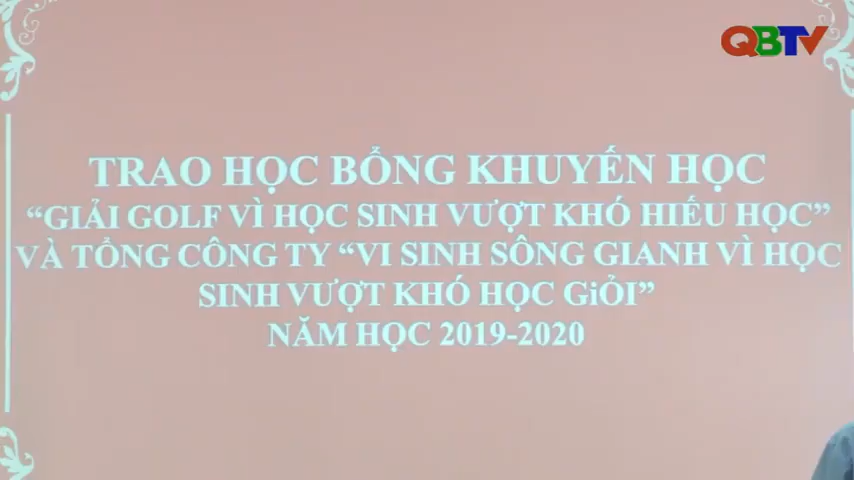 QBTV
TRAO HỌC BỔNG KHUYẾN HỌC
“GIẢI GOLF VÌ HỌC SINH VƯỢT KHÓ HIẾU HỌC”
VÀ TỔNG CÔNG TY “VI SINH SÔNG GIANH VÌ HỌC
SINH VƯỢT KHÓ HỌC GiỎI”
NĂM HỌC 2019-2020